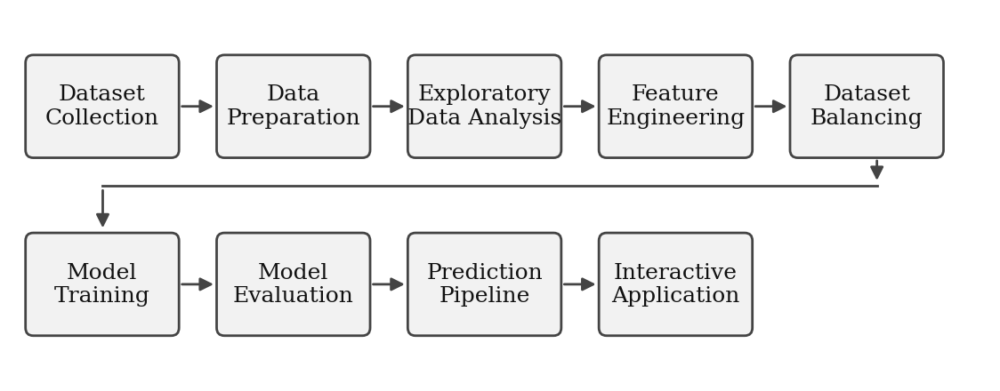 Dataset
Collection
Data
Preparation
Exploratory
Data Analysis
Feature
Engineering
Dataset
Balancing
Model
Training
Model
Evaluation
Prediction
Pipeline
Interactive
Application